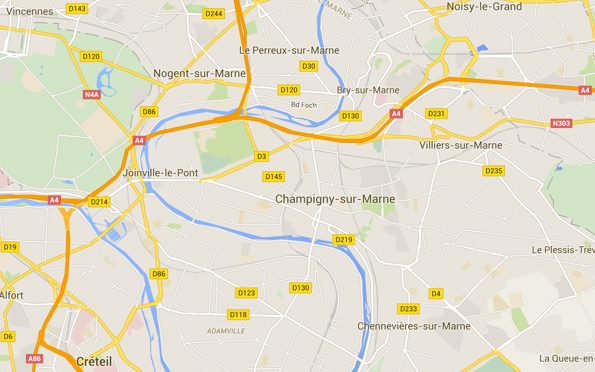 D143
Vincennes
D244
LEMARNE
Noisy-le-Grand
Le Perreux-sur-Marne
D120
D30
Nogent-sur-Marne
N4A
D120
Bry-sur-Marne
A4
Bd Foch
D86
D130
A4
D231
N303
A4
Villiers-sur-Marne
D3
Joinville-le-Pont
D145
D235
A4
D214
Champigny-sur-Marne
D219
D19
Le Plessis-Trév
D86
D123
D130
D4
Alfort
D118
D233
ADAMVILLE
Chennevières-sur-Marne
D6
A86
Créteil
La Queue-en